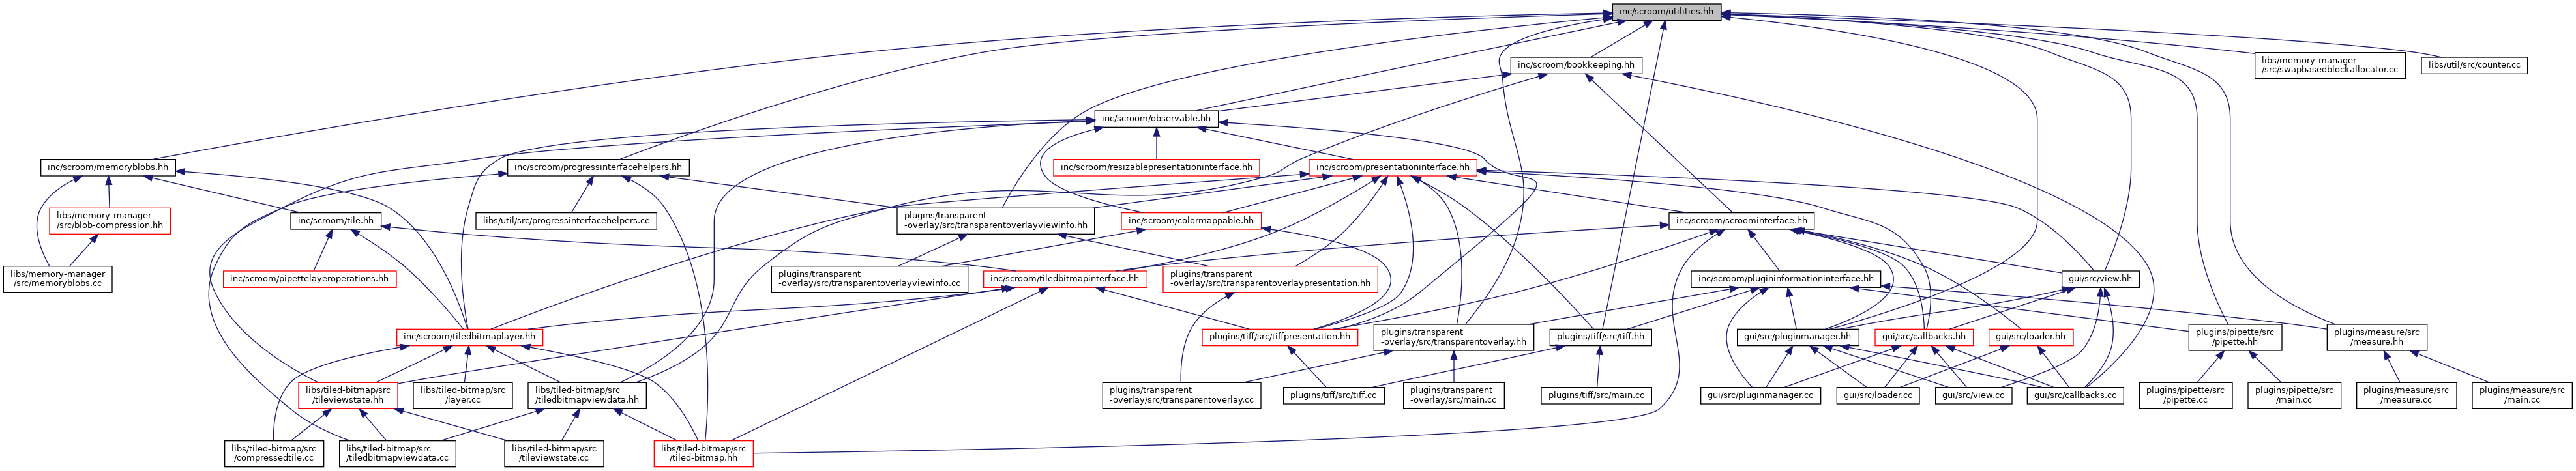 inc/scroom/utilities.hh
inc/scroom/bookkeeping.hh
libs/memory-manager
/src/swapbasedblockallocator.cc
libs/util/src/counter.cc
inc/scroom/observable.hh
inc/scroom/memoryblobs.hh
inc/scroom/progressinterfacehelpers.hh
inc/scroom/resizablepresentationinterface.hh
inc/scroom/presentationinterface.hh
libs/memory-manager
/src/blob-compression.hh
inc/scroom/tile.hh
libs/util/src/progressinterfacehelpers.cc
plugins/transparent
-overlay/src/transparentoverlayviewinfo.hh
inc/scroom/colormappable.hh
inc/scroom/scroominterface.hh
libs/memory-manager
/src/memoryblobs.cc
inc/scroom/pipettelayeroperations.hh
plugins/transparent
-overlay/src/transparentoverlayviewinfo.cc
inc/scroom/tiledbitmapinterface.hh
plugins/transparent
-overlay/src/transparentoverlaypresentation.hh
inc/scroom/plugininformationinterface.hh
gui/src/view.hh
inc/scroom/tiledbitmaplayer.hh
plugins/tiff/src/tiffpresentation.hh
plugins/transparent
-overlay/src/transparentoverlay.hh
plugins/tiff/src/tiff.hh
gui/src/pluginmanager.hh
gui/src/callbacks.hh
gui/src/loader.hh
plugins/pipette/src
/pipette.hh
plugins/measure/src
/measure.hh
libs/tiled-bitmap/src
/tileviewstate.hh
libs/tiled-bitmap/src
/layer.cc
libs/tiled-bitmap/src
/tiledbitmapviewdata.hh
plugins/transparent
-overlay/src/transparentoverlay.cc
plugins/tiff/src/tiff.cc
plugins/transparent
-overlay/src/main.cc
plugins/tiff/src/main.cc
gui/src/pluginmanager.cc
gui/src/loader.cc
gui/src/view.cc
gui/src/callbacks.cc
plugins/pipette/src
/pipette.cc
plugins/pipette/src
/main.cc
plugins/measure/src
/measure.cc
plugins/measure/src
/main.cc
libs/tiled-bitmap/src
/compressedtile.cc
libs/tiled-bitmap/src
/tiledbitmapviewdata.cc
libs/tiled-bitmap/src
/tileviewstate.cc
libs/tiled-bitmap/src
/tiled-bitmap.hh